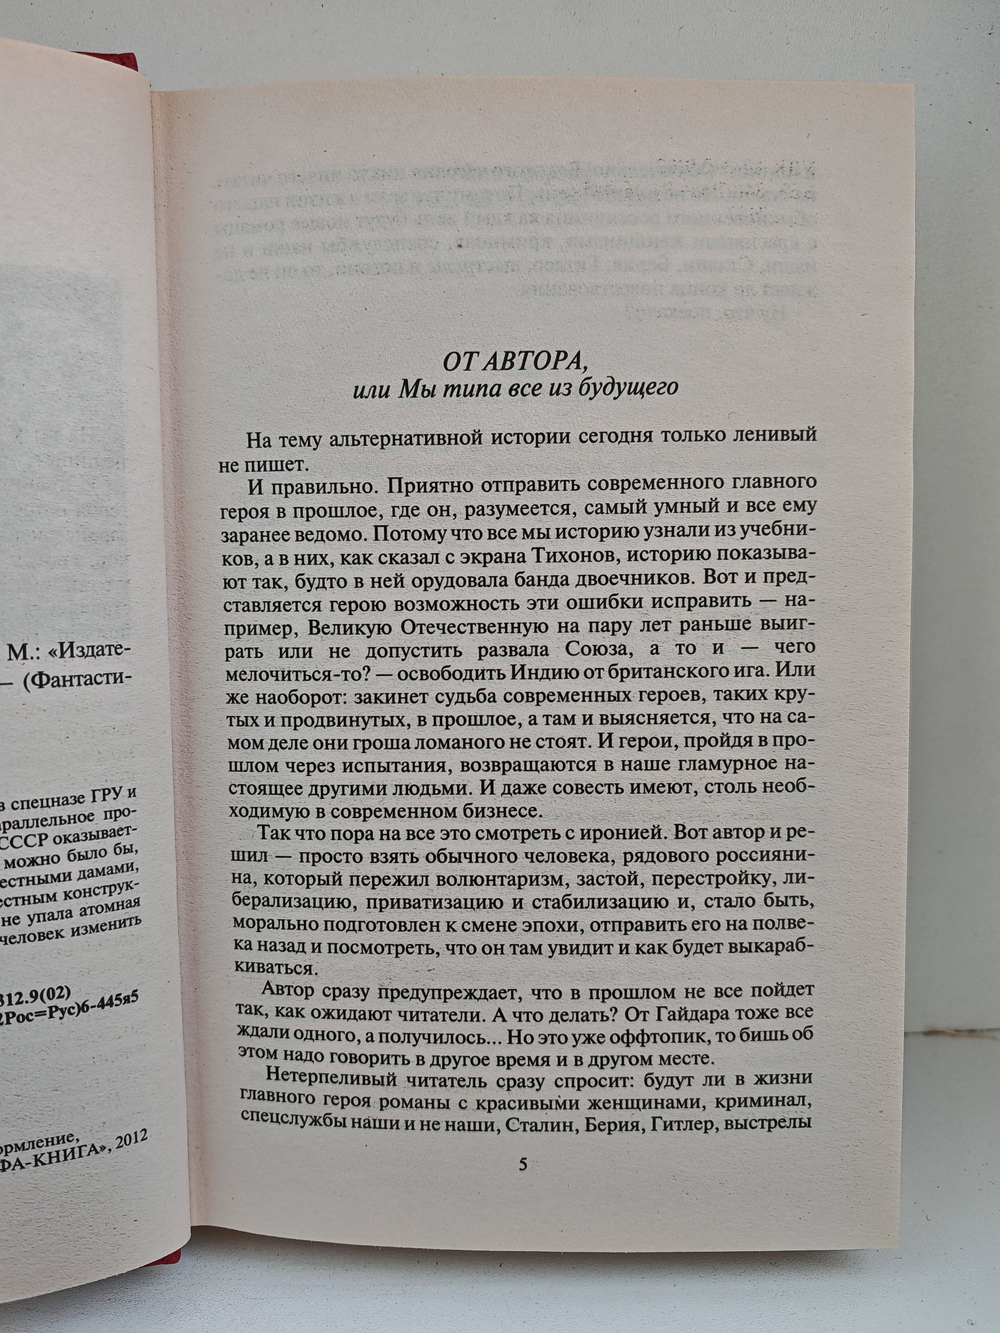 М.: «Издате-
— (Фантасти-
в спецназе ГРУ и
араллельное про-
СССР оказывает-
можно было бы,
естными дамами,
естным конструк-
не упала атомная
человек изменить
812.9(02)
2Рос=Рус)6-445я5
ормление,
ФА-КНИГА», 2012
ОТ АВТОРА,
или Мы типа все из будущего
На тему альтернативной истории сегодня только ленивый
не пишет.
И правильно. Приятно отправить современного главного
героя в прошлое, где он, разумеется, самый умный и все ему
заранее ведомо. Потому что все мы историю узнали из учебни-
ков, а в них, как сказал с экрана Тихонов, историю показыва-
ют так, будто в ней орудовала банда двоечников. Вот и пред-
ставляется герою возможность эти ошибки исправить — на-
пример, Великую Отечественную на пару лет раньше выиг-
рать или не допустить развала Союза, а то и — чего
мелочиться-то? — освободить Индию от британского ига. Или
же наоборот: закинет судьба современных героев, таких кру-
тых и продвинутых, в прошлое, а там и выясняется, что на са-
мом деле они гроша ломаного не стоят. И герои, пройдя в про-
шлом через испытания, возвращаются в наше гламурное на-
стоящее другими людьми. И даже совесть имеют, столь необ-
ходимую в современном бизнесе.
Так что пора на все это смотреть с иронией. Вот автор и ре-
шил — просто взять обычного человека, рядового россияни-
на, который пережил волюнтаризм, застой, перестройку, ли-
берализацию, приватизацию и стабилизацию и, стало быть,
морально подготовлен к смене эпохи, отправить его на полве-
ка назад и посмотреть, что он там увидит и как будет выкараб-
киваться.
Автор сразу предупреждает, что в прошлом не все пойдет
так, как ожидают читатели. А что делать? От Гайдара тоже все
ждали одного, а получилось... Но это уже оффтопик, то бишь об
этом надо говорить в другое время и в другом месте.
Нетерпеливый читатель сразу спросит: будут ли в жизни
главного героя романы с красивыми женщинами, криминал,
спецслужбы наши и не наши, Сталин, Берия, Гитлер, выстрелы
5